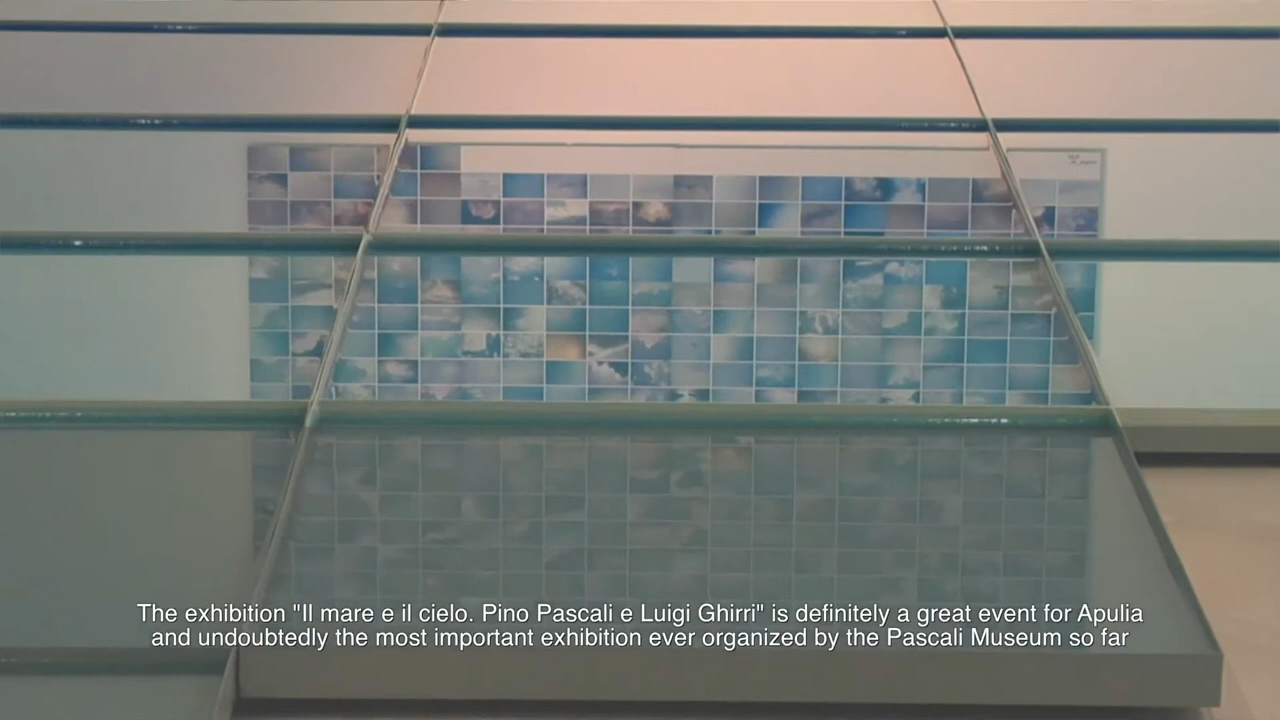 The exhibition "Il mare e il cielo. Pino Pascali e Luigi Ghirri" is definitely a great event for Apulia
and undoubtedly the most important exhibition ever organized by the Pascali Museum so far